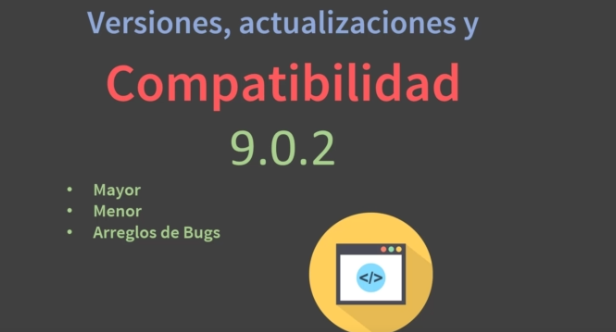 Versiones, actualizaciones y
Compatibilidad
9.0.2
• Mayor
• Menor
• Arreglos de Bugs
</>